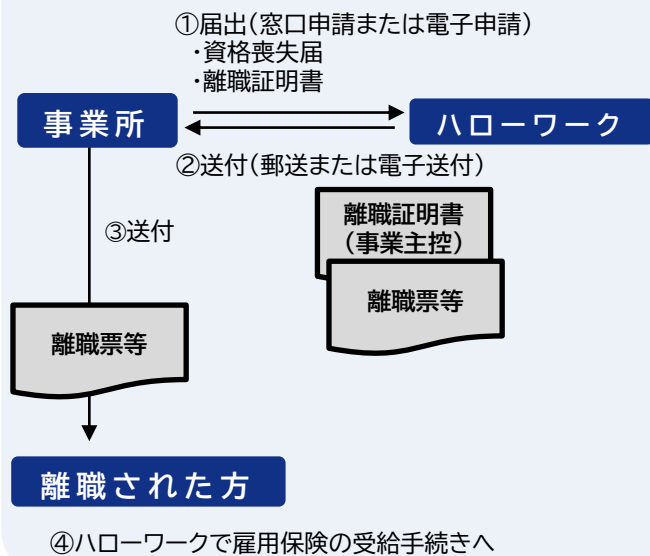 ①届出(窓口申請または電子申請)
・資格喪失届
・離職証明書
事業所
ハローワーク
②送付(郵送または電子送付)
③送付
離職証明書
(事業主控)
離職票等
離職票等
離職された方
④ハローワークで雇用保険の受給手続きへ